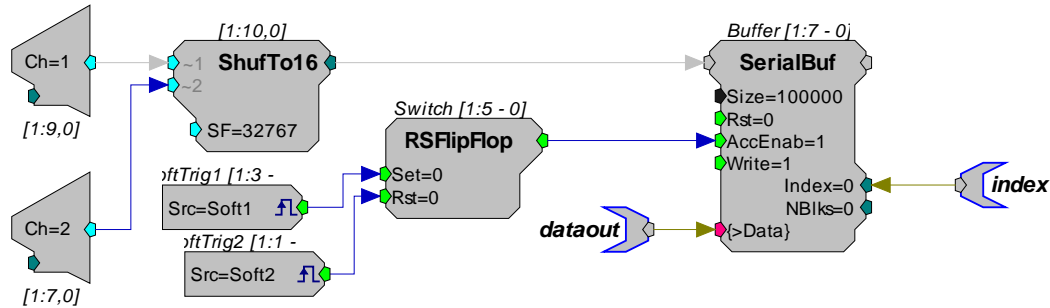 [1:10,0]
Buffer [1:7 - 0]
Ch=1
~1
ShufTo16
SerialBuf
~2
Size=100000
[1:9,0]
SF=32767
Switch [1:5 - 0]
Rst=0
RSFlipFlop
AccEnab=1
Write=1
oftTrig1 [1:3 -
Set=0
Index=0
index
Src=Soft1
Rst=0
NBlks=0
Ch=2
dataout
{>Data}
oftTrig2 [1:1 -
Src=Soft2
[1:7,0]